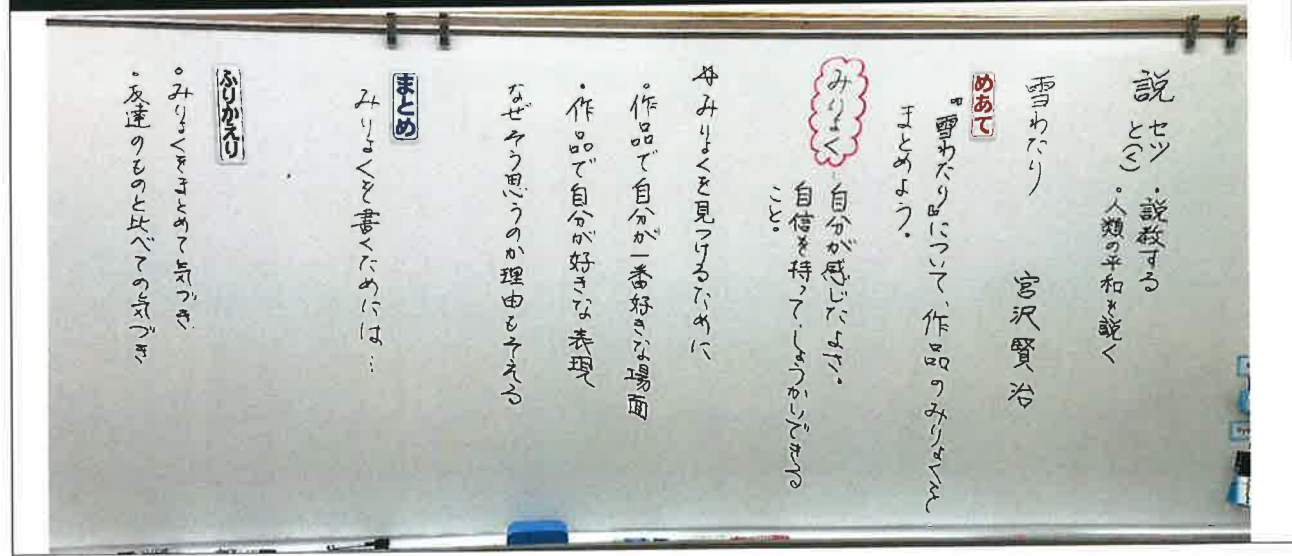 説 セツ ・説教する
と(く) ・人類の平和を説く
雪わたり 宮沢賢治
めあて
『雪わたり』について、作品のみりょくを
まとめよう。
みりょく 自分が感じたよさ。
自信を持って、しょうかいできる
こと。
☆みりょくを見つけるために
・作品で自分が一番好きな場面
・作品で自分が好きな表現
なぜそう思うのか理由もそえる
まとめ
みりょくを書くためには…
ふりかえり
・みりょくをまとめて気づき
・友達のものと比べての気づき